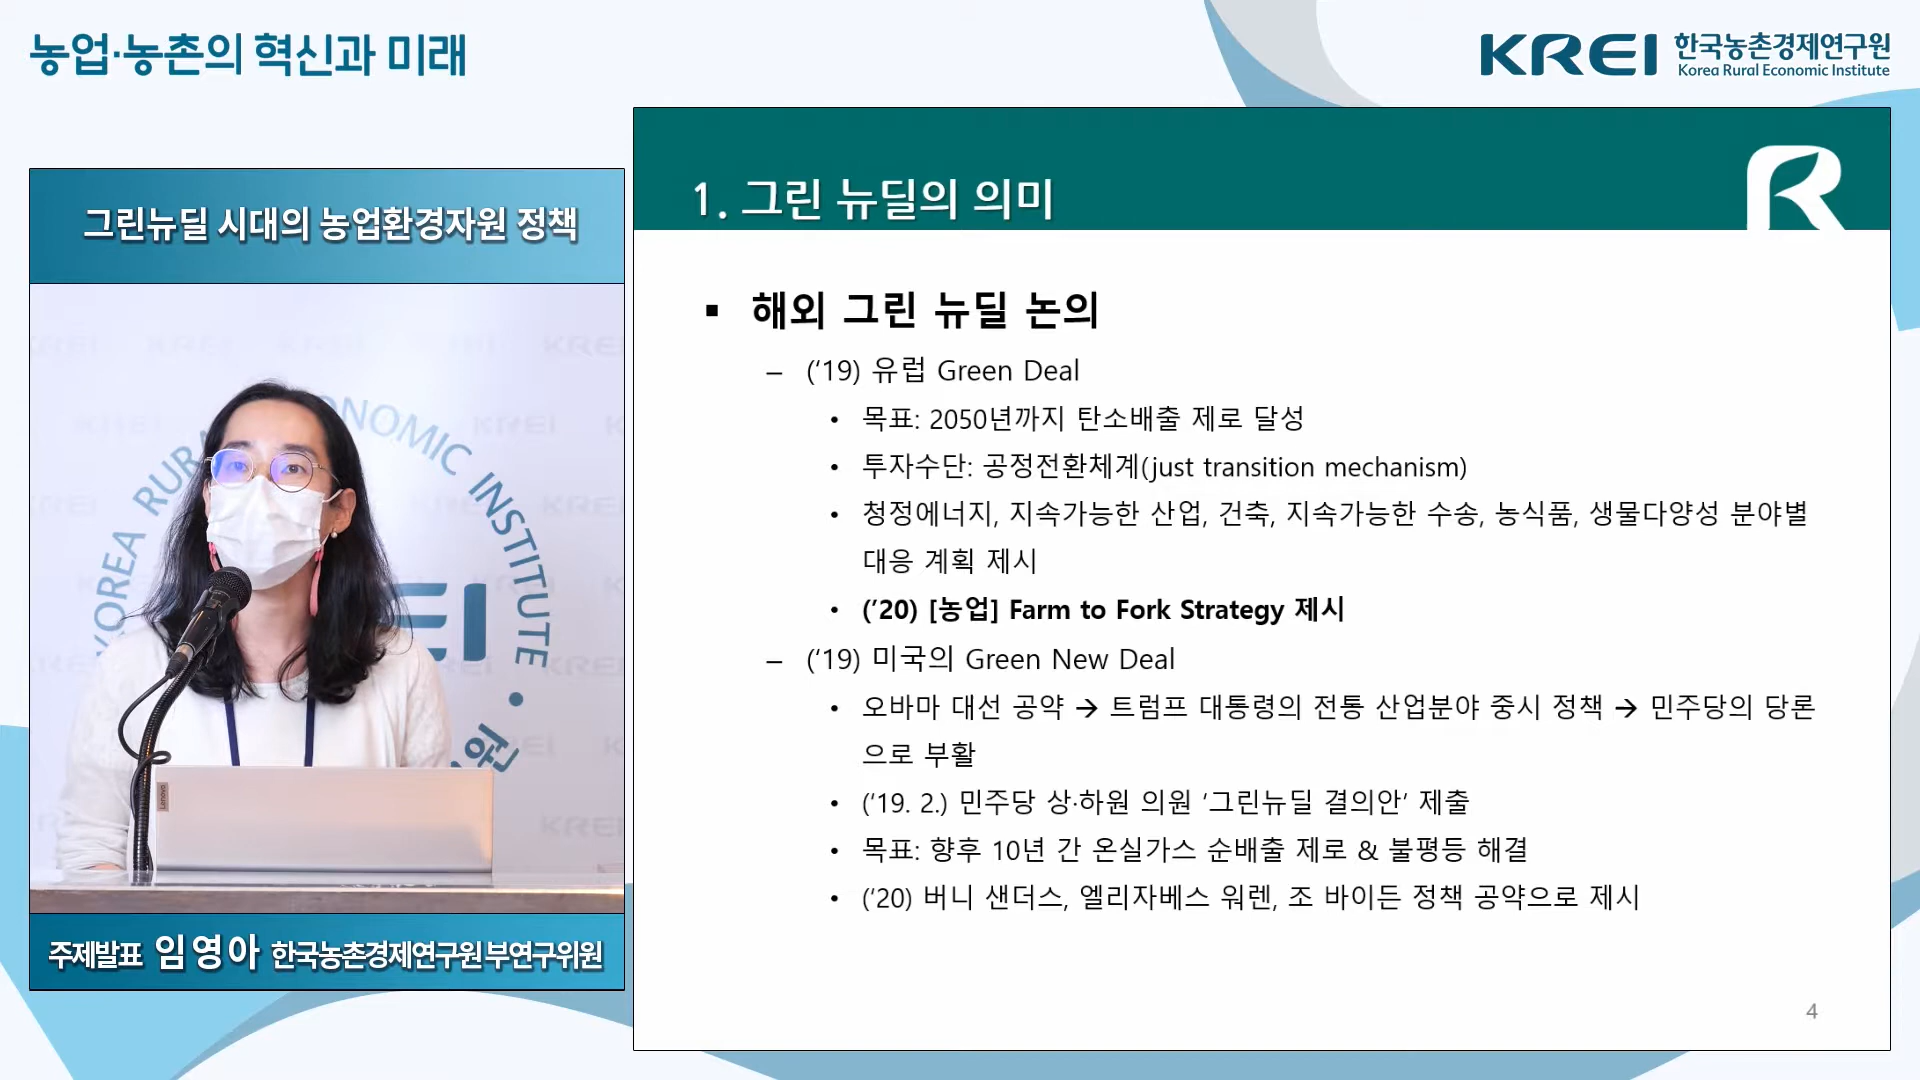 농업·농촌의 혁신과 미래
KREI 한국농촌경제연구원
Korea Rural Economic Institute
그린뉴딜 시대의 농업환경자원 정책
KOREA RURAL ECONOMIC INSTITUTE
KREI
Lenovo
주제발표 임영아 한국농촌경제연구원 부연구위원
1. 그린 뉴딜의 의미
▪ 해외 그린 뉴딜 논의
– (‘19) 유럽 Green Deal
• 목표: 2050년까지 탄소배출 제로 달성
• 투자수단: 공정전환체계(just transition mechanism)
• 청정에너지, 지속가능한 산업, 건축, 지속가능한 수송, 농식품, 생물다양성 분야별
대응 계획 제시
• (’20) [농업] Farm to Fork Strategy 제시
– (‘19) 미국의 Green New Deal
• 오바마 대선 공약 → 트럼프 대통령의 전통 산업분야 중시 정책 → 민주당의 당론
으로 부활
• (‘19. 2.) 민주당 상·하원 의원 ‘그린뉴딜 결의안’ 제출
• 목표: 향후 10년 간 온실가스 순배출 제로 & 불평등 해결
• (‘20) 버니 샌더스, 엘리자베스 워렌, 조 바이든 정책 공약으로 제시
4